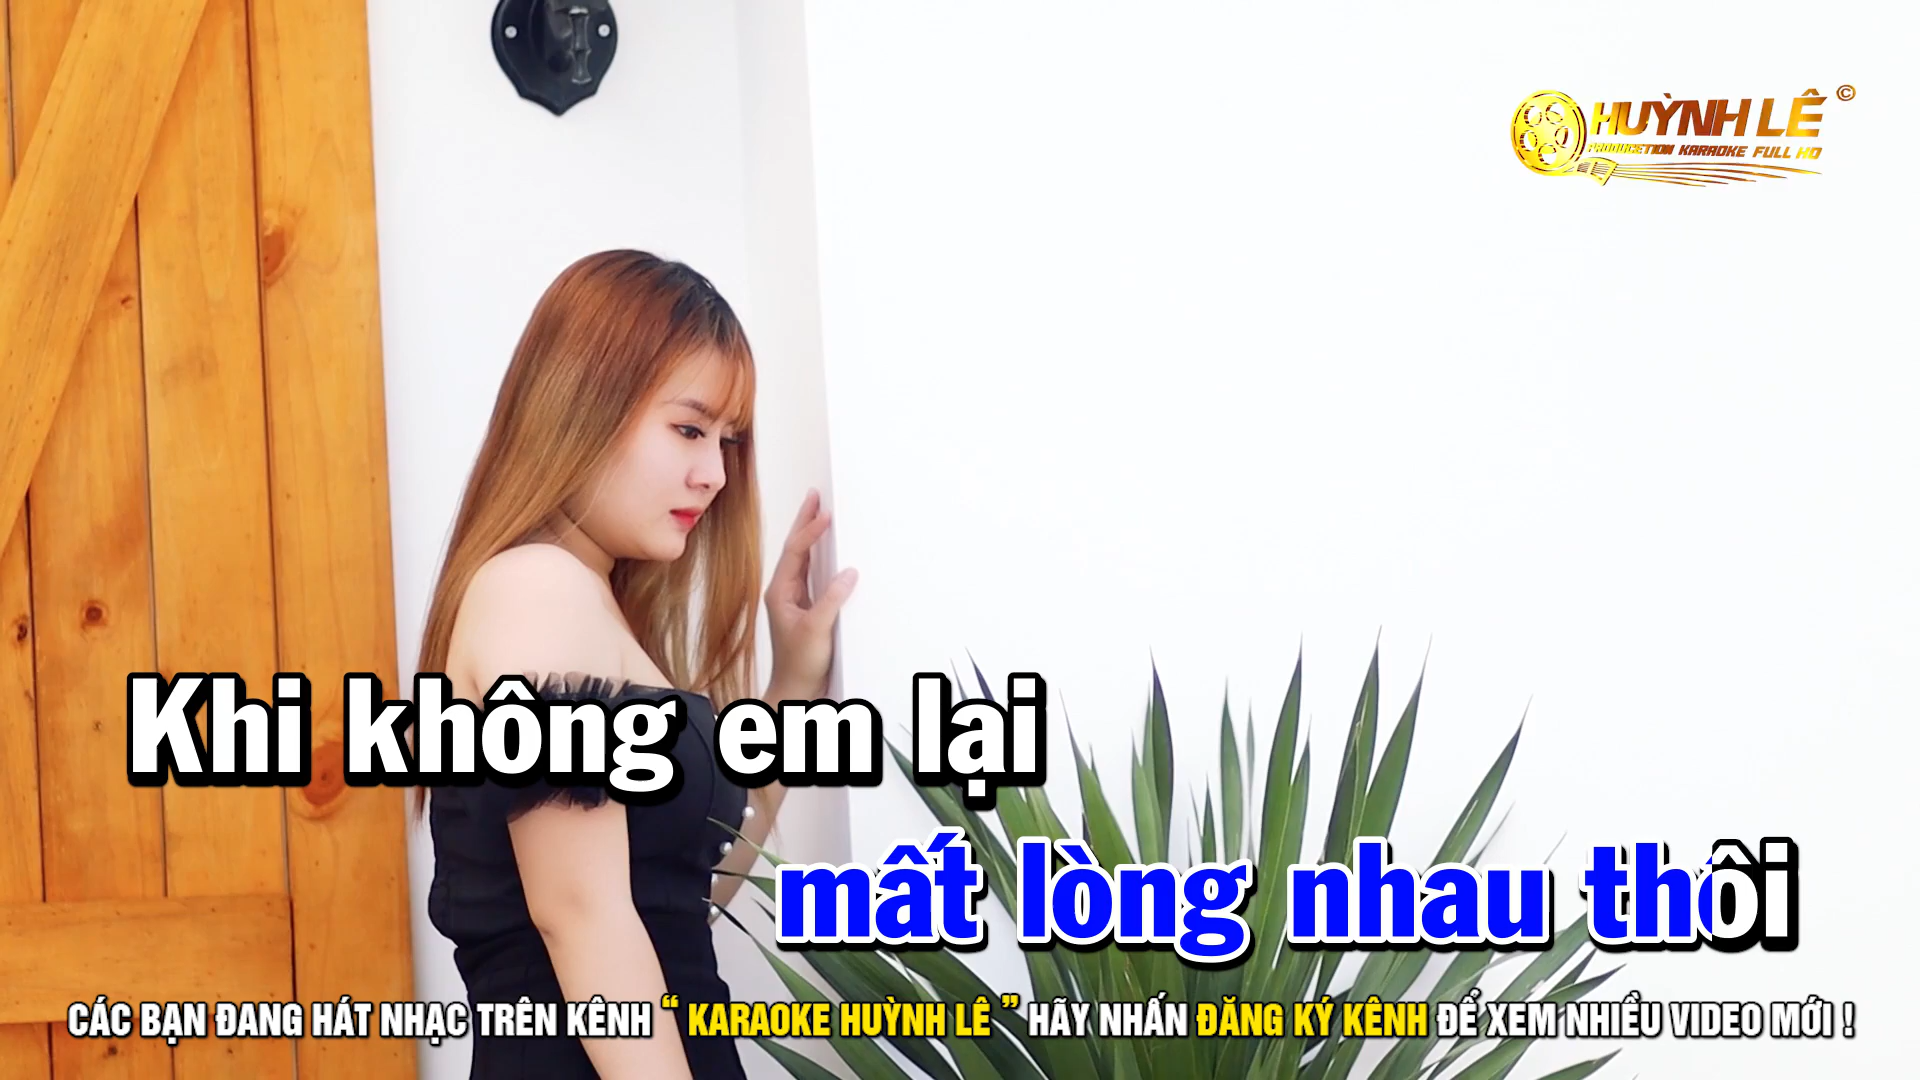 HUỲNH LÊ ©
PRODUCETION KARAOKE FULL HD
Khi không em lại
mất lòng nhau thôi
CÁC BẠN ĐANG HÁT NHẠC TRÊN KÊNH “ KARAOKE HUỲNH LÊ ” HÃY NHẤN ĐĂNG KÝ KÊNH ĐỂ XEM NHIỀU VIDEO MỚI !